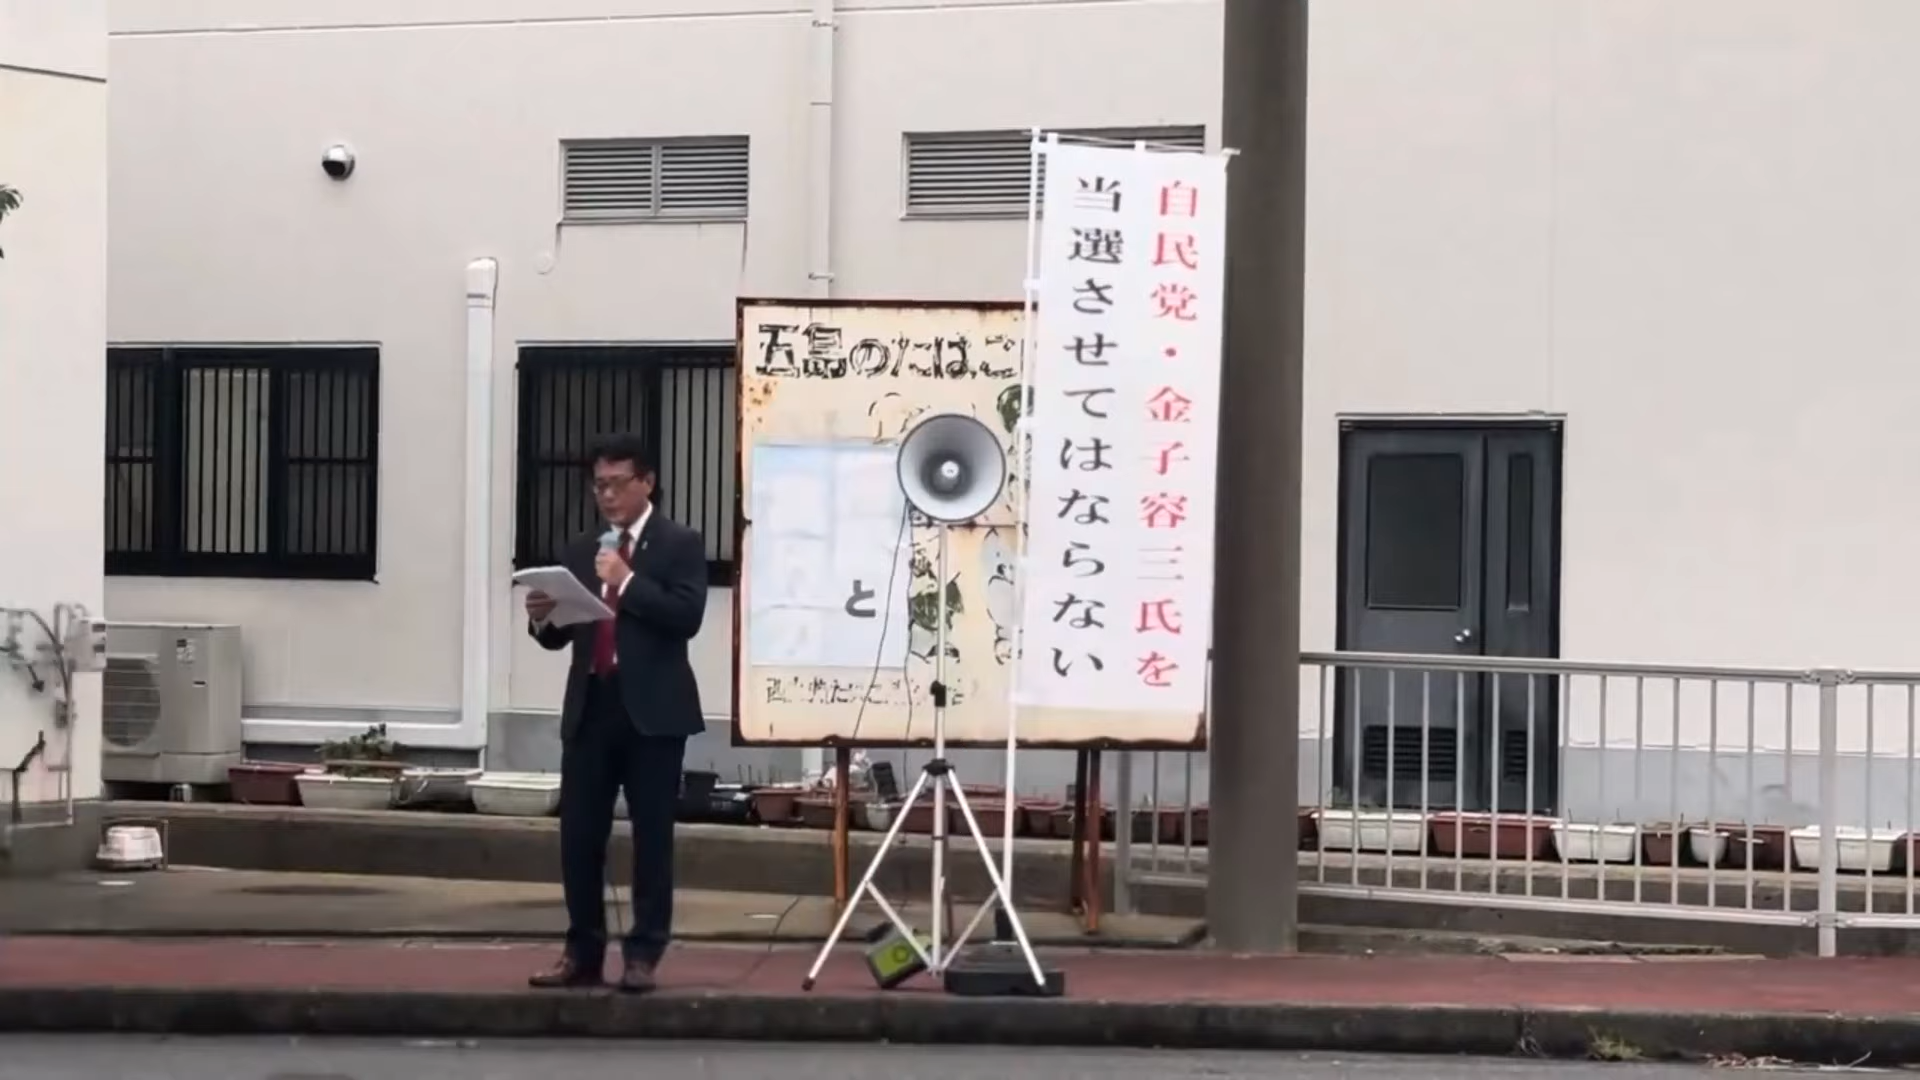 自民党・金子容三氏を
当選させてはならない
五島のたばこ
と